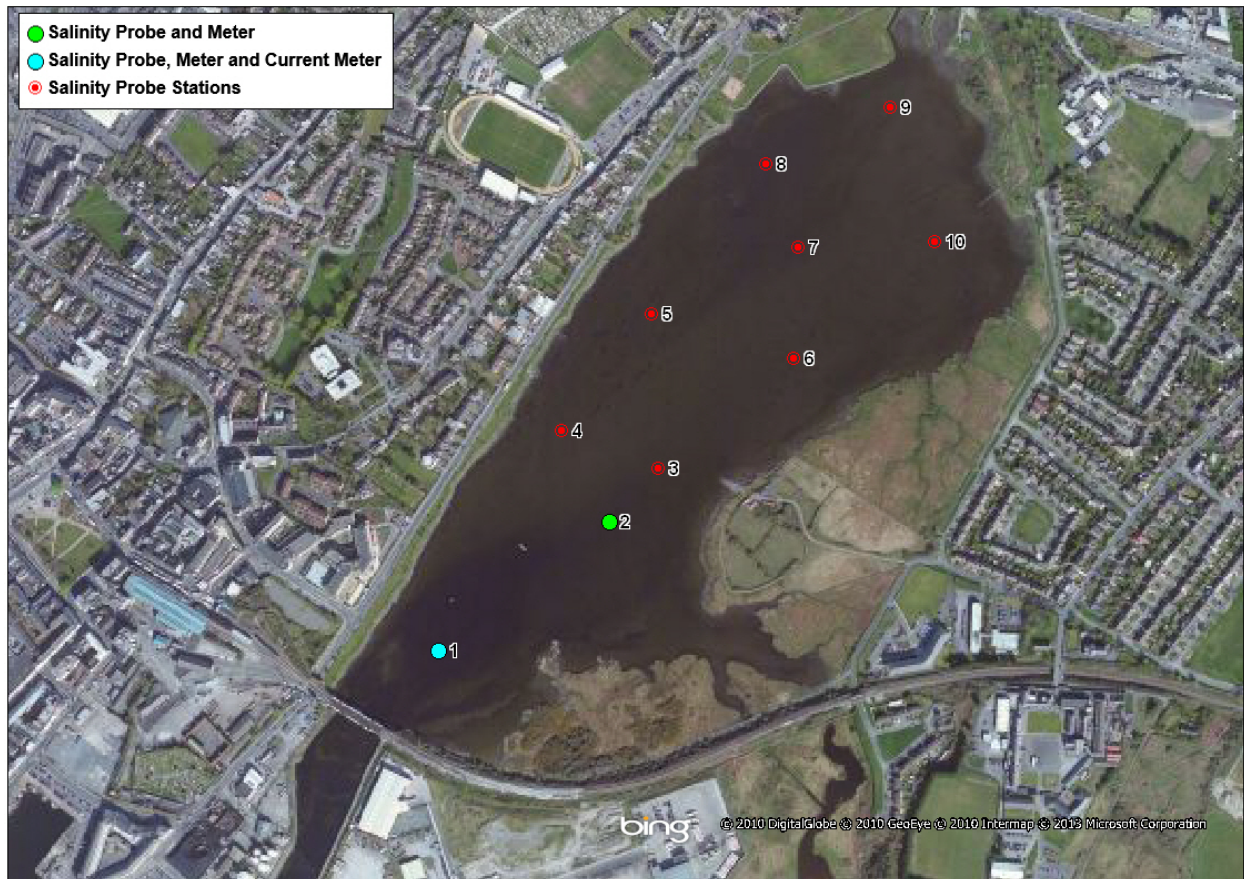 Salinity Probe and Meter
Salinity Probe, Meter and Current Meter
Salinity Probe Stations
9
8
7
10
5
6
4
3
2
1
bing
© 2010 DigitalGlobe © 2010 GeoEye © 2010 Intermap © 2013 Microsoft Corporation